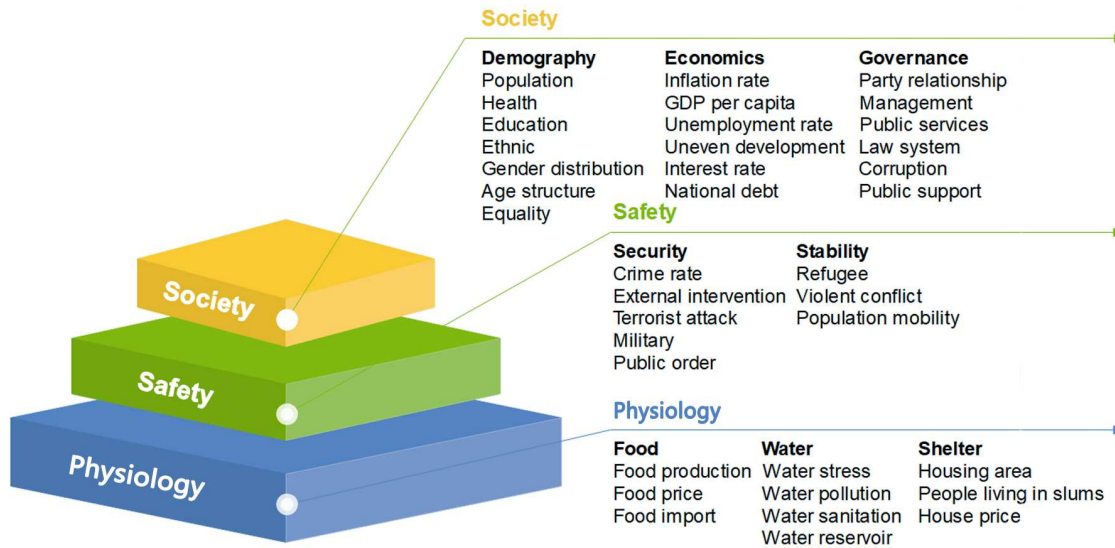 Society
Demography Economics Governance
Population Inflation rate Party relationship
Health GDP per capita Management
Education Unemployment rate Public services
Ethnic Uneven development Law system
Gender distribution Interest rate Corruption
Age structure National debt Public support
Equality
Safety
Security Stability
Crime rate Refugee
External intervention Violent conflict
Terrorist attack Population mobility
Military
Public order
Physiology
Food Water Shelter
Food production Water stress Housing area
Food price Water pollution People living in slums
Food import Water sanitation House price
Water reservoir
Society
Safety
Physiology